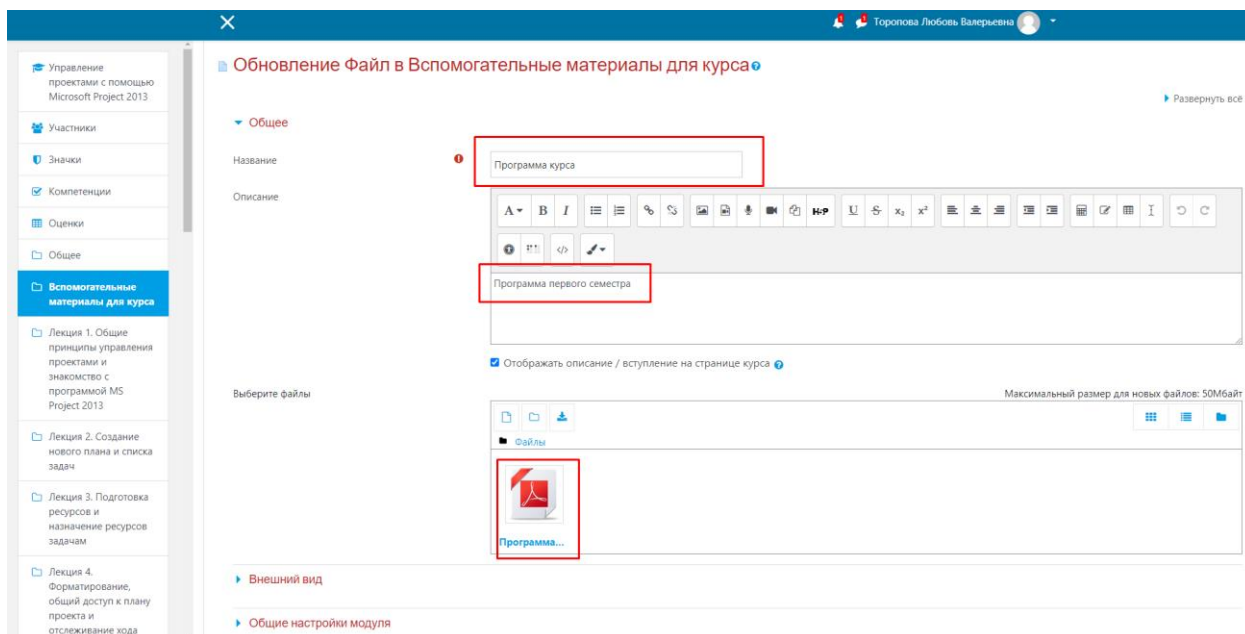 Торопова Любовь Валерьевна
Управление
проектами с помощью
Microsoft Project 2013
Участники
Значки
Компетенции
Оценки
Общее
Вспомогательные
материалы для курса
Лекция 1. Общие
принципы управления
проектами и
знакомство с
программой MS
Project 2013
Лекция 2. Создание
нового плана и списка
задач
Лекция 3. Подготовка
ресурсов и
назначение ресурсов
задачам
Лекция 4.
Форматирование,
общий доступ к плану
проекта и
отслеживание хода
Обновление Файл в Вспомогательные материалы для курса
Развернуть всё
Общее
Название
Программа курса
Описание
A B I H-P U S x₂ x²
</>
Программа первого семестра
Отображать описание / вступление на странице курса
Выберите файлы
Максимальный размер для новых файлов: 50Мбайт
Файлы
Программа...
Внешний вид
Общие настройки модуля